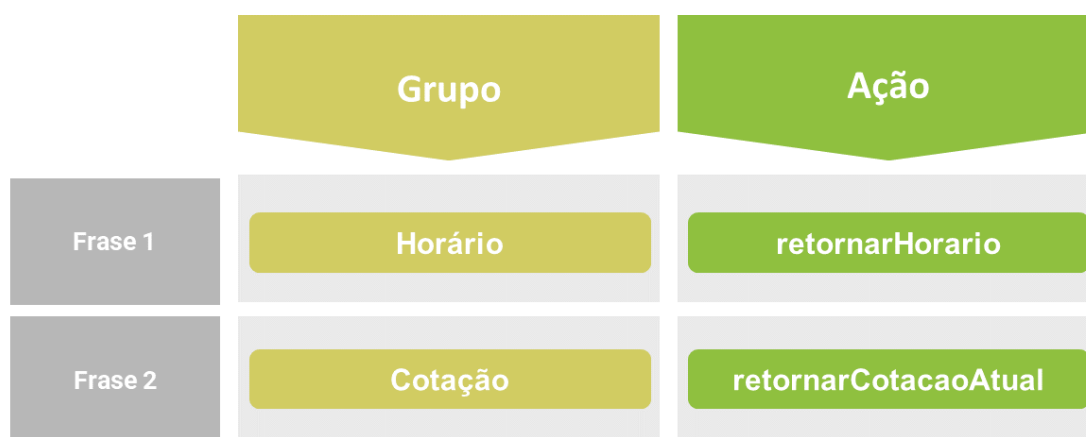 Grupo
Ação
Frase 1
Horário
retornarHorario
Frase 2
Cotação
retornarCotacaoAtual